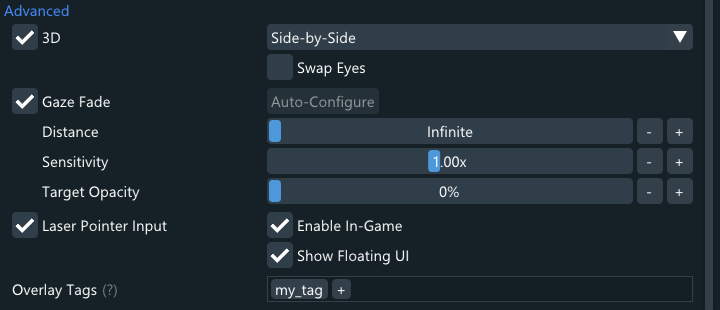 Advanced
3D Side-by-Side
Swap Eyes
Gaze Fade Auto-Configure
Distance Infinite - +
Sensitivity 1.00x - +
Target Opacity 0% - +
Laser Pointer Input Enable In-Game
Show Floating UI
Overlay Tags (?) my_tag +